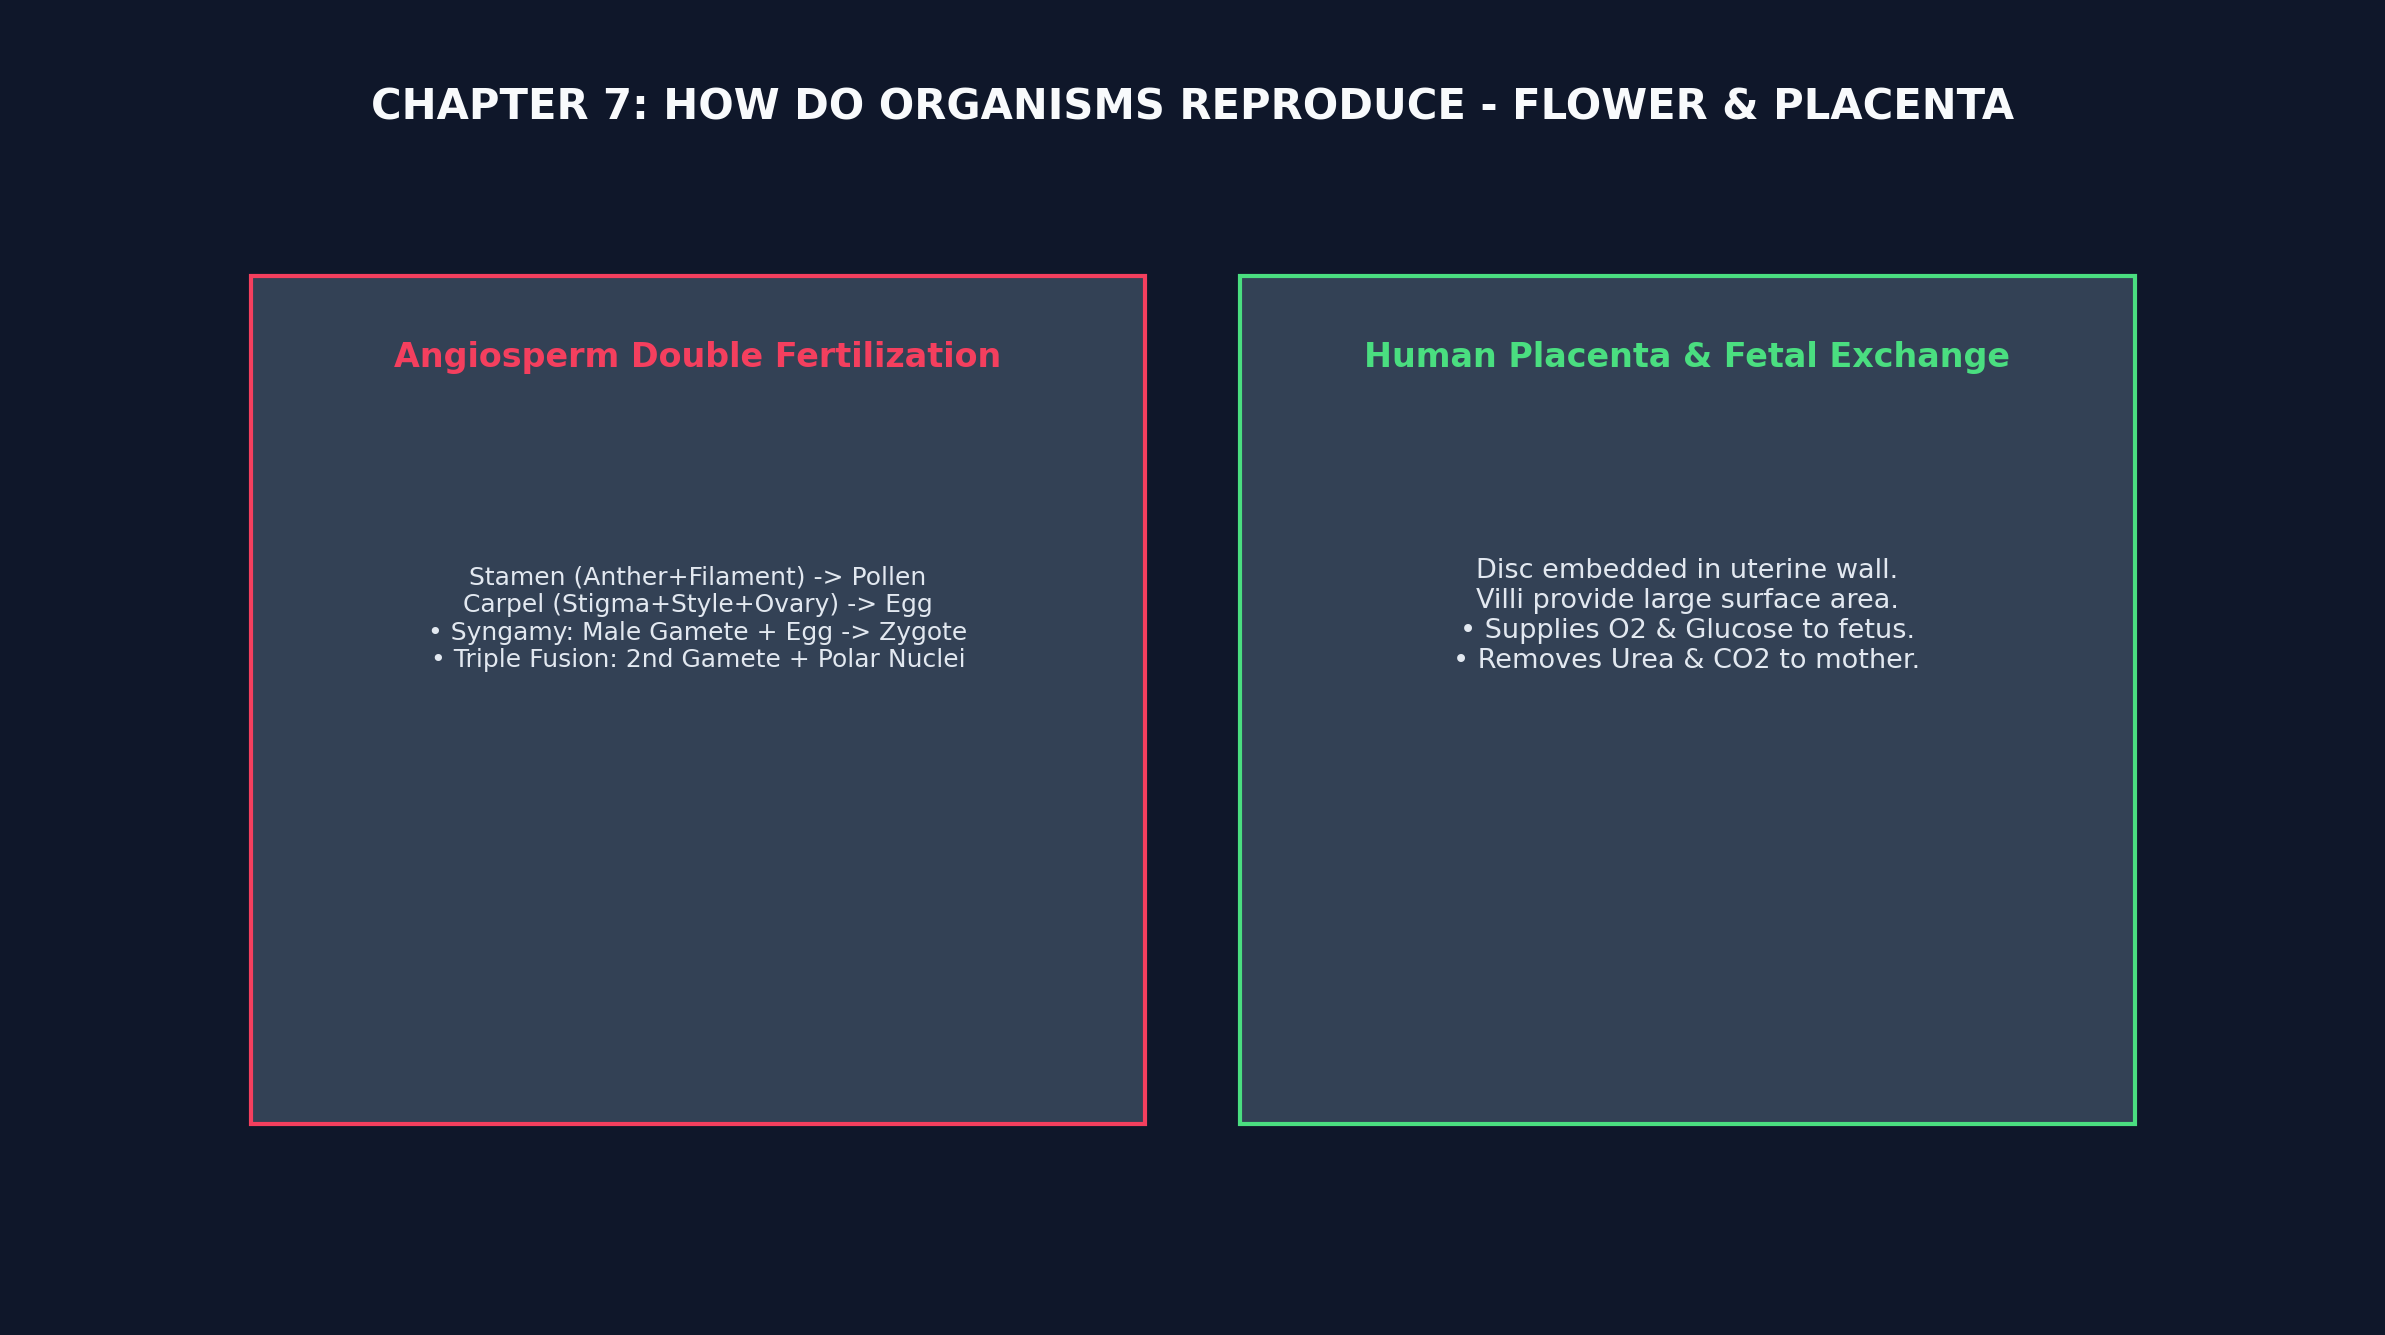 CHAPTER 7: HOW DO ORGANISMS REPRODUCE - FLOWER & PLACENTA
Angiosperm Double Fertilization
Stamen (Anther+Filament) -> Pollen
Carpel (Stigma+Style+Ovary) -> Egg
• Syngamy: Male Gamete + Egg -> Zygote
• Triple Fusion: 2nd Gamete + Polar Nuclei
Human Placenta & Fetal Exchange
Disc embedded in uterine wall.
Villi provide large surface area.
• Supplies O2 & Glucose to fetus.
• Removes Urea & CO2 to mother.